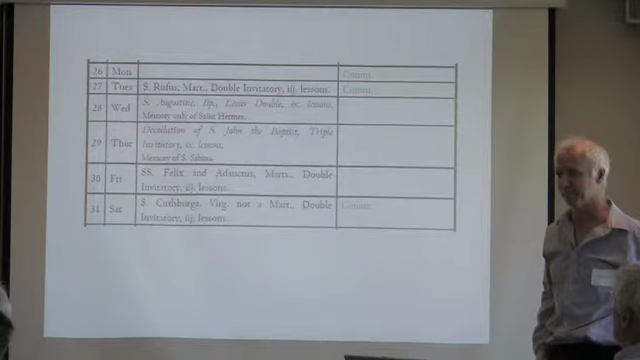 26 Mon Comm.
27 Tues S. Rufus, Mart., Double Invitatory, iij. lessons. Comm.
28 Wed S. Augustine, Bp., Lesser Double, ix. lessons.
Memory only of Saint Hermes.
29 Thur Decollation of S. John the Baptist, Triple
Invitatory, ix. lessons.
Memory of S. Sabina.
30 Fri SS. Felix and Adauctus, Marts., Double
Invitatory, iij. lessons.
31 Sat S. Cuthburga, Virg. not a Mart., Double Comm.
Invitatory, iij. lessons.